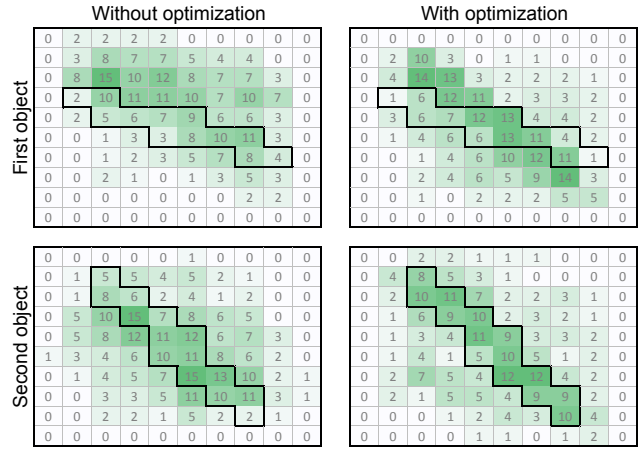 Without optimization
With optimization
First object
0 2 2 2 2 0 0 0 0 0
0 3 8 7 7 5 4 4 0 0
0 8 15 10 12 8 7 7 3 0
0 2 10 11 11 10 7 10 7 0
0 2 5 6 7 9 6 6 3 0
0 0 1 3 3 8 10 11 3 0
0 0 1 2 3 5 7 8 4 0
0 0 2 1 0 1 3 5 3 0
0 0 0 0 0 0 0 2 2 0
0 0 0 0 0 0 0 0 0 0
0 0 0 0 0 0 0 0 0 0
0 2 10 3 0 1 1 0 0 0
0 4 14 13 3 2 2 2 1 0
0 1 6 12 11 2 3 3 2 0
0 3 6 7 12 13 4 4 2 0
0 1 4 6 6 13 11 4 2 0
0 0 1 4 6 10 12 11 1 0
0 0 2 4 6 5 9 14 3 0
0 0 1 0 2 2 2 5 5 0
0 0 0 0 0 0 0 0 0 0
Second object
0 0 0 0 0 1 0 0 0 0
0 1 5 5 4 5 2 1 0 0
0 1 8 6 2 4 1 2 0 0
0 5 10 15 7 8 6 5 0 0
0 5 8 12 11 12 6 7 3 0
1 3 4 6 10 11 8 6 2 0
0 1 4 5 7 15 13 10 2 1
0 0 3 3 5 11 10 11 3 1
0 0 2 2 1 5 2 2 1 0
0 0 0 0 0 0 0 0 0 0
0 0 2 2 1 1 1 0 0 0
0 4 8 5 3 1 0 0 0 0
0 2 10 11 7 2 2 3 1 0
0 1 6 9 10 2 3 2 2 0
0 1 3 4 11 9 3 3 2 0
0 1 4 1 5 10 5 1 2 0
0 2 7 5 4 12 12 4 2 0
0 2 1 5 5 4 9 9 2 0
0 0 0 1 2 4 3 10 4 0
0 0 0 0 1 1 0 1 2 0